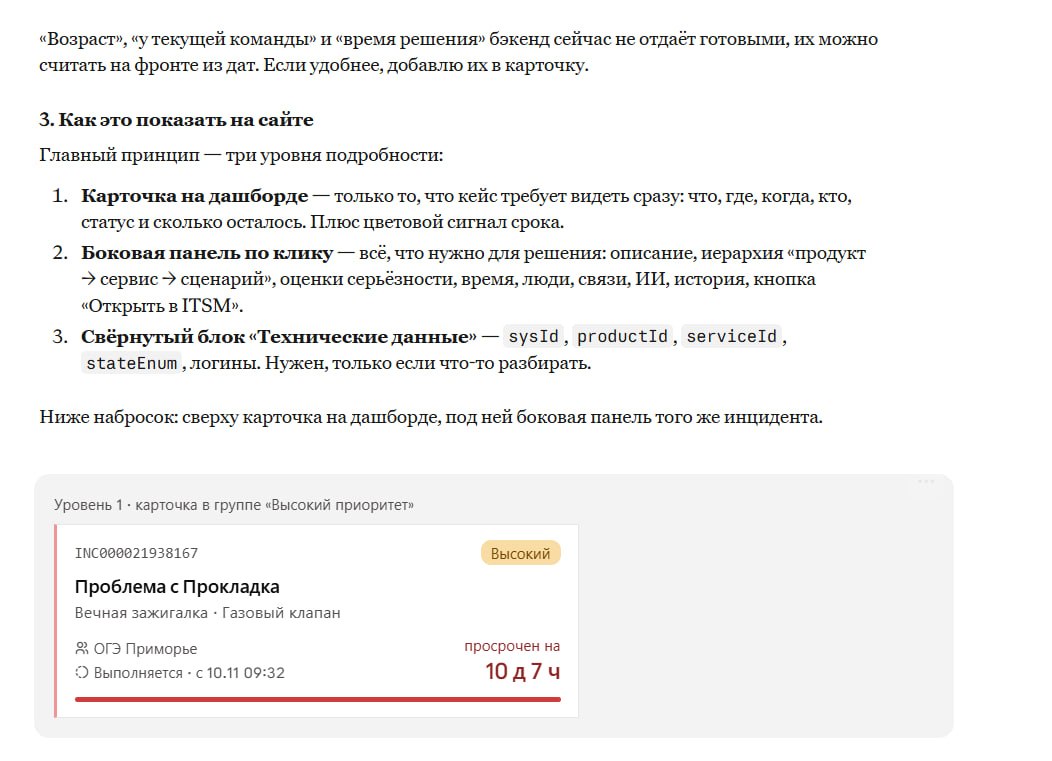 «Возраст», «у текущей команды» и «время решения» бэкенд сейчас не отдаёт готовыми, их можно
считать на фронте из дат. Если удобнее, добавлю их в карточку.
3. Как это показать на сайте
Главный принцип — три уровня подробности:
1. Карточка на дашборде — только то, что кейс требует видеть сразу: что, где, когда, кто,
статус и сколько осталось. Плюс цветовой сигнал срока.
2. Боковая панель по клику — всё, что нужно для решения: описание, иерархия «продукт
→ сервис → сценарий», оценки серьёзности, время, люди, связи, ИИ, история, кнопка
«Открыть в ITSM».
3. Свёрнутый блок «Технические данные» — sysId, productId, serviceId,
stateEnum, логины. Нужен, только если что-то разбирать.
Ниже набросок: сверху карточка на дашборде, под ней боковая панель того же инцидента.
Уровень 1 · карточка в группе «Высокий приоритет»
INC000021938167
Высокий
Проблема с Прокладка
Вечная зажигалка · Газовый клапан
ОГЭ Приморье
просрочен на
Выполняется · с 10.11 09:32
10 д 7 ч